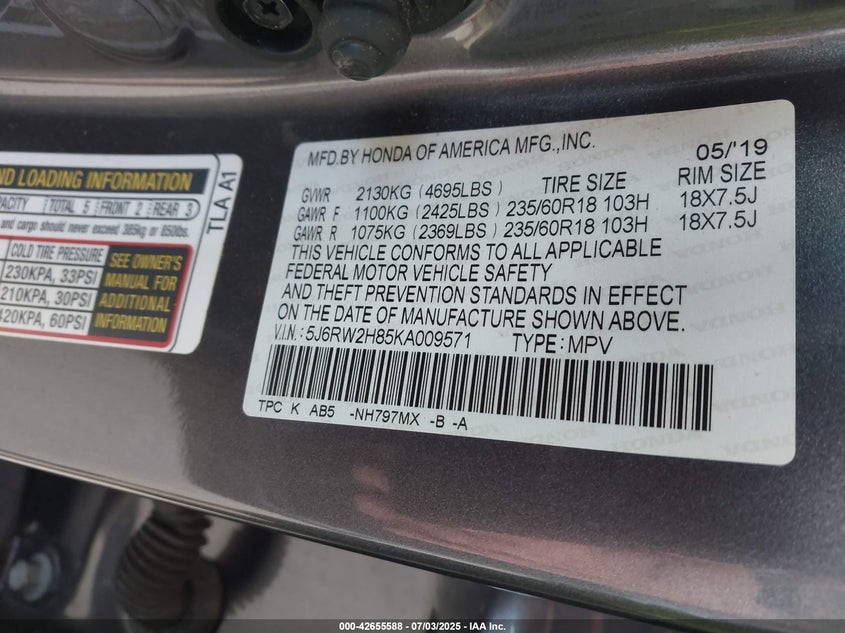 ND LOADING INFORMATION
PACITY TOTAL 5 FRONT 2 REAR 3
and cargo should never exceed 385kg or 850lbs.
COLD TIRE PRESSURE
230KPA, 33PSI
210KPA, 30PSI
420KPA, 60PSI
SEE OWNER'S
MANUAL FOR
ADDITIONAL
INFORMATION
TLA A1
MFD.BY HONDA OF AMERICA MFG.,INC. 05/'19
GVWR 2130KG (4695LBS) TIRE SIZE RIM SIZE
GAWR F 1100KG (2425LBS) 235/60R18 103H 18X7.5J
GAWR R 1075KG (2369LBS) 235/60R18 103H 18X7.5J
THIS VEHICLE CONFORMS TO ALL APPLICABLE
FEDERAL MOTOR VEHICLE SAFETY
AND THEFT PREVENTION STANDARDS IN EFFECT
ON THE DATE OF MANUFACTURE SHOWN ABOVE.
V.I.N.: 5J6RW2H85KA009571 TYPE: MPV
TPC K AB5 -NH797MX -B -A
000-42655588 - 07/03/2025 - IAA Inc.